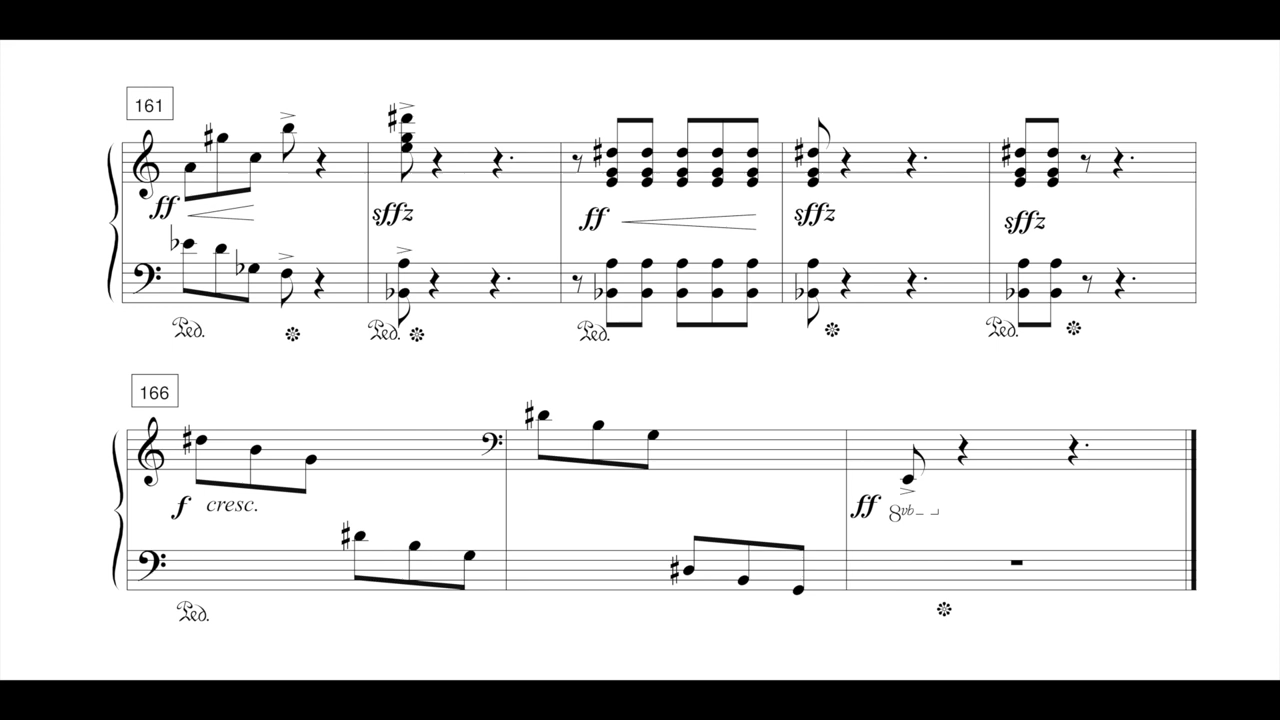 161
ff sffz ff sffz sffz
Ped. Ped. Ped. Ped.
166
f cresc. ff 8vb
Ped.